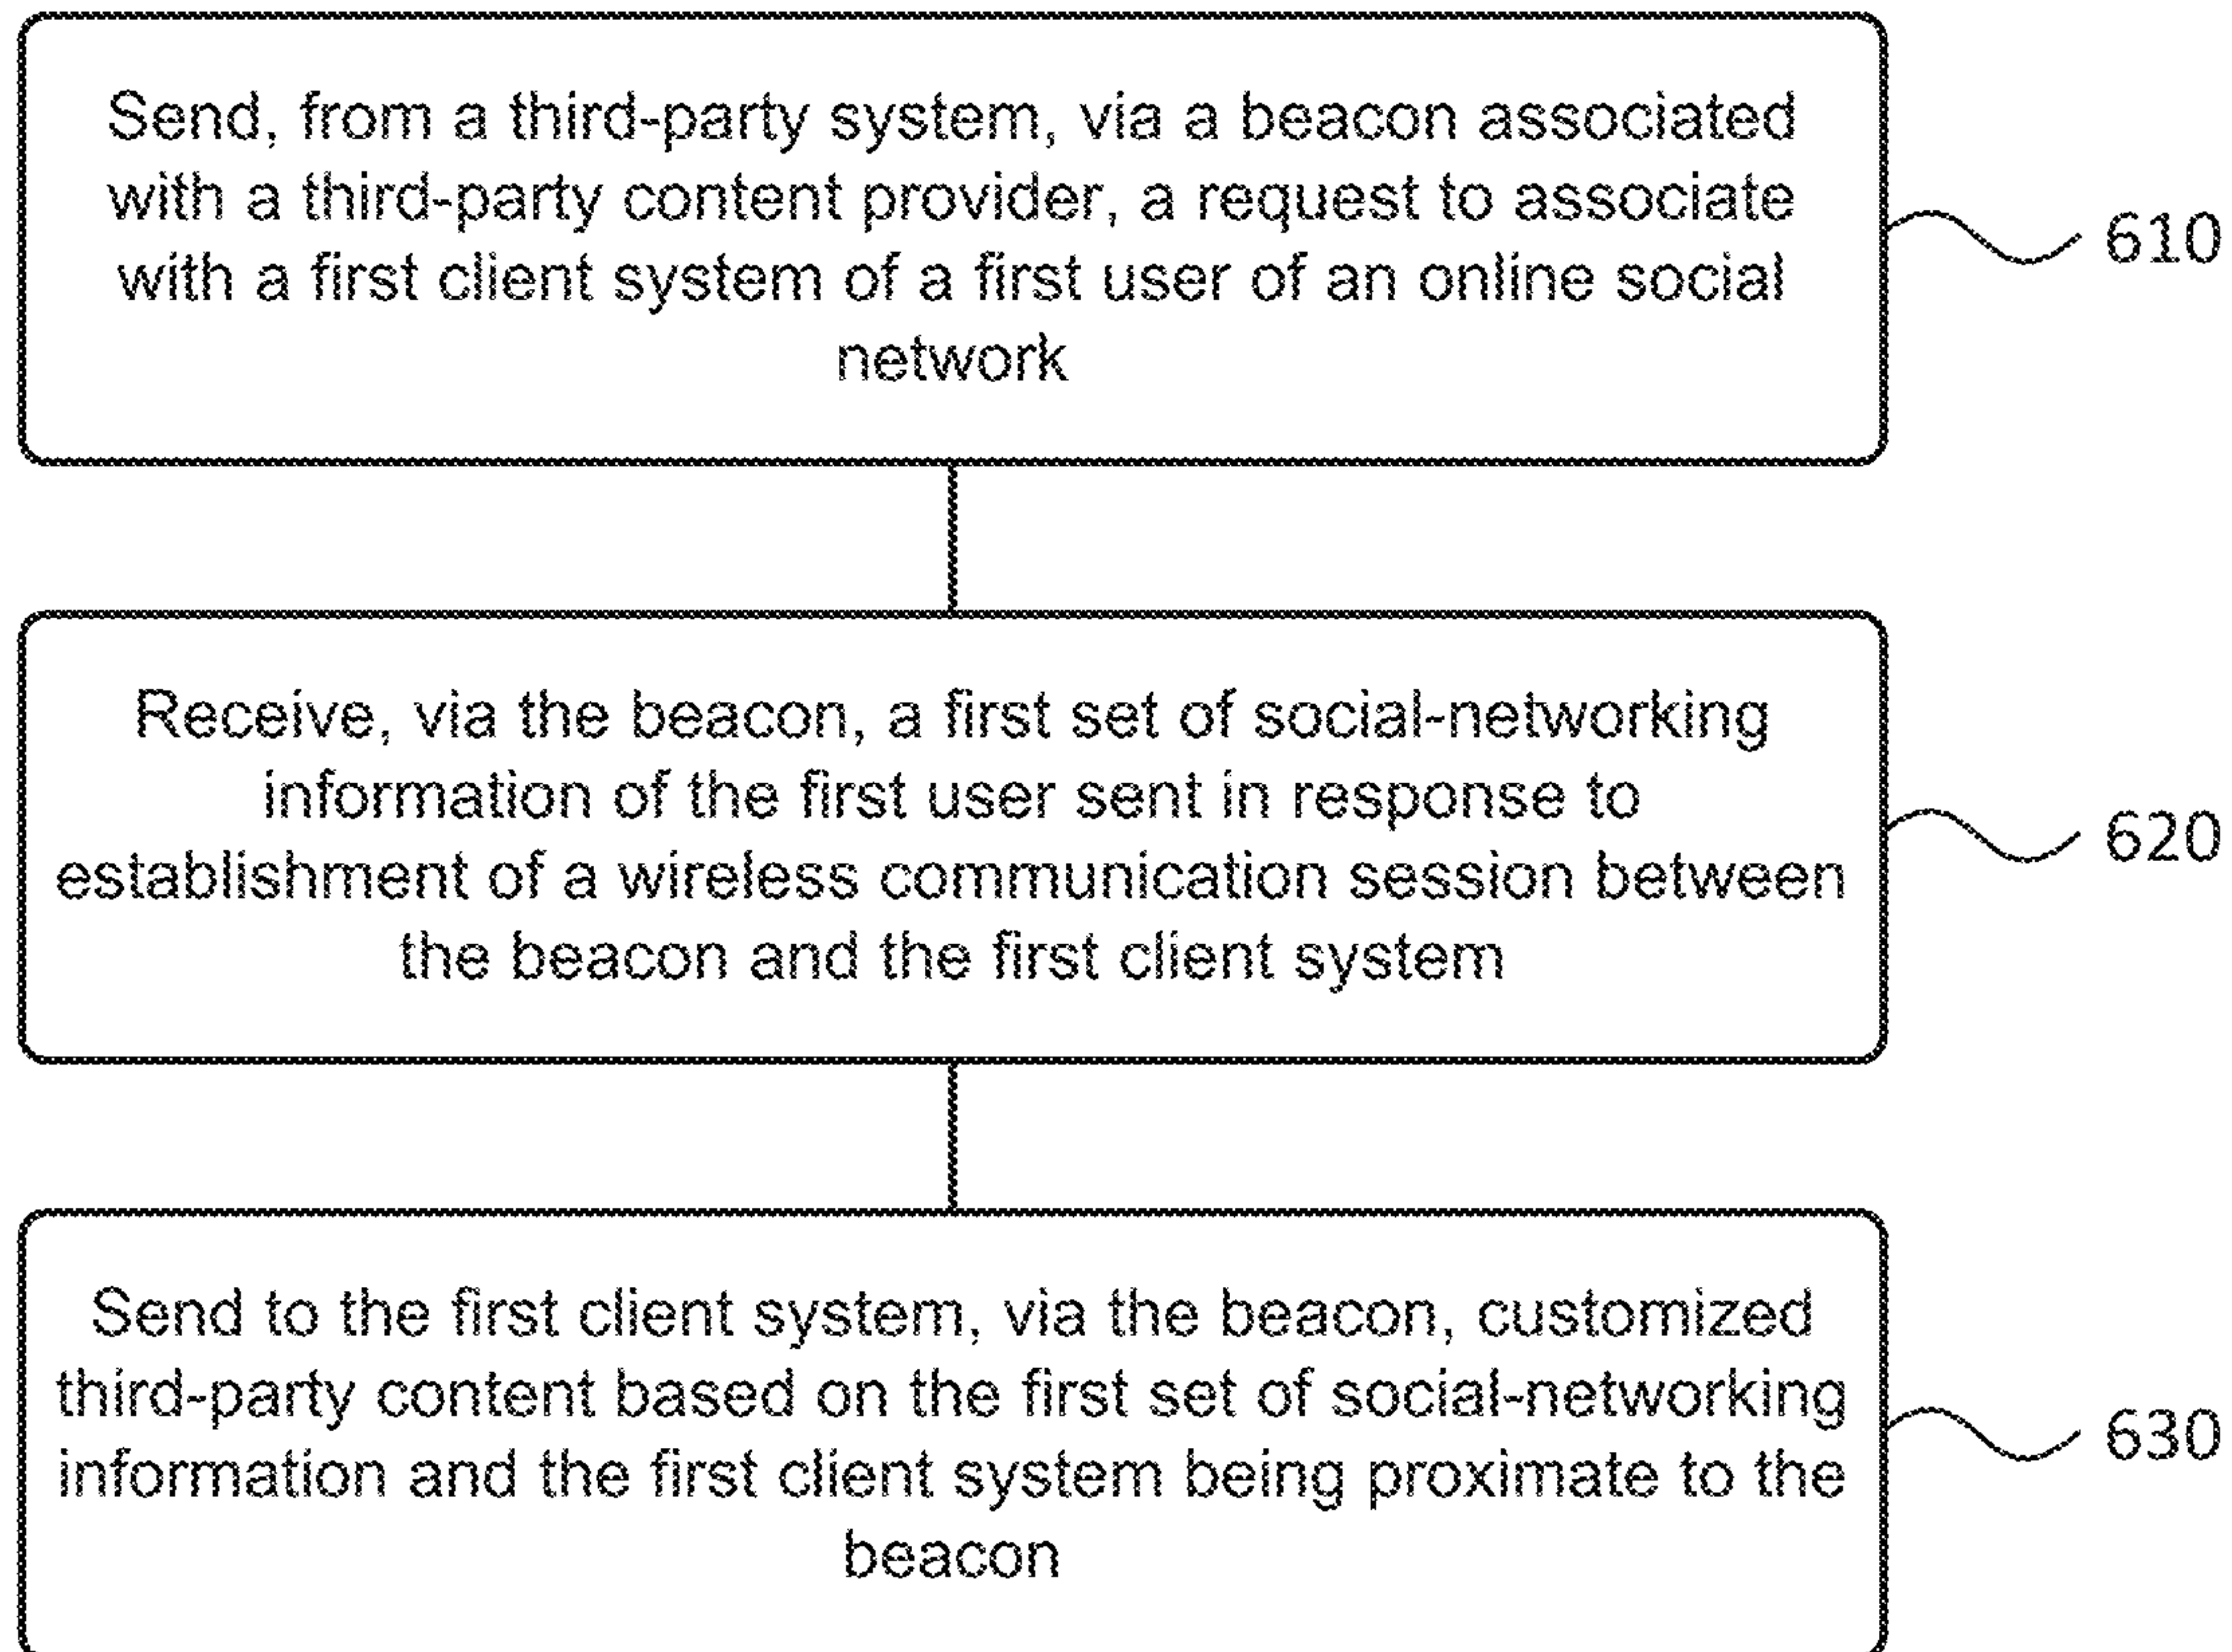 Send, from a third-party system, via a beacon associated
with a third-party content provider, a request to associate
with a first client system of a first user of an online social
network
610
Receive, via the beacon, a first set of social-networking
information of the first user sent in response to
establishment of a wireless communication session between
the beacon and the first client system
620
Send to the first client system, via the beacon, customized
third-party content based on the first set of social-networking
information and the first client system being proximate to the
beacon
630